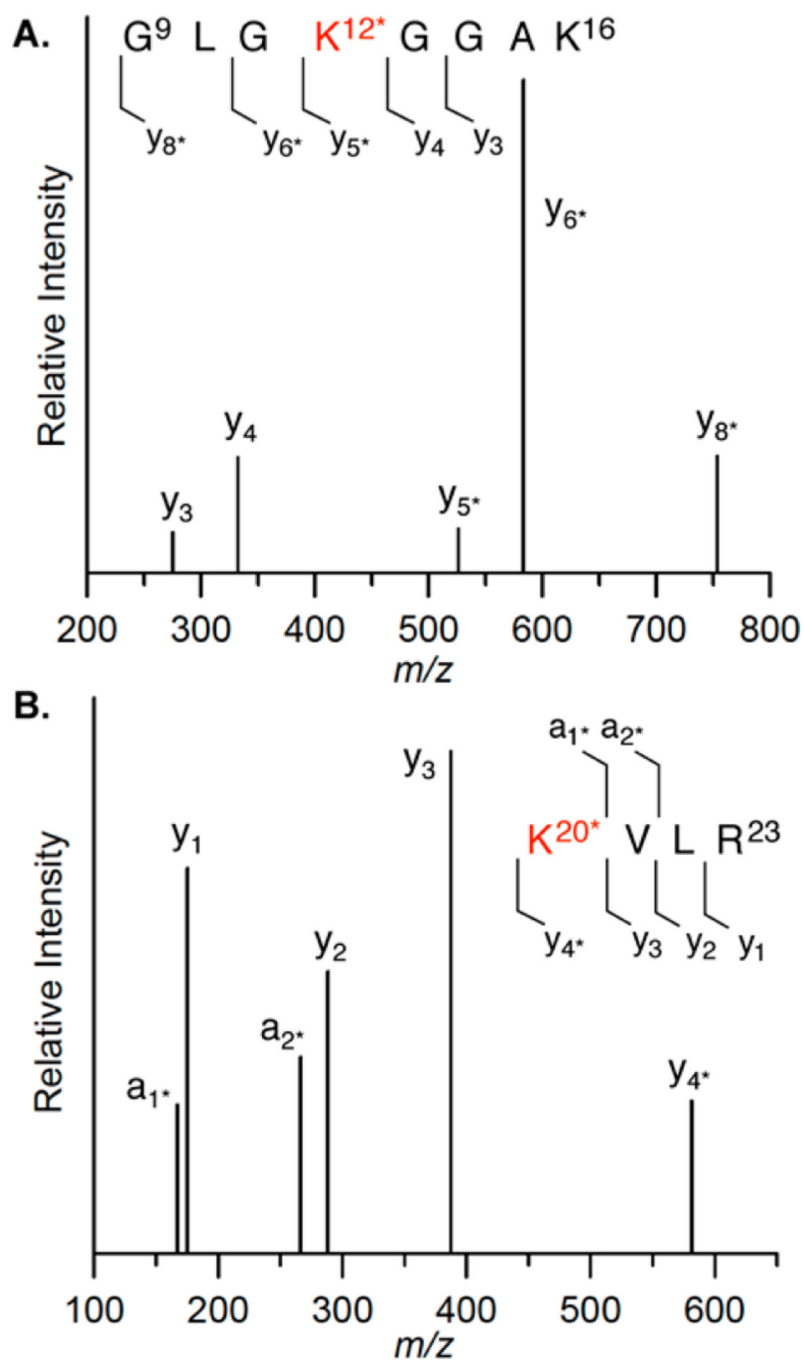 A. G⁹ L G K¹²* G G A K¹⁶
y₈* y₆* y₅* y₄ y₃
y₆*
y₄ y₈*
y₃ y₅*
Relative Intensity
200 300 400 500 600 700 800
m/z
B.
a₁* a₂*
y₃
K²⁰* V L R²³
y₁
y₄* y₃ y₂ y₁
y₂
a₂*
a₁* y₄*
Relative Intensity
100 200 300 400 500 600
m/z